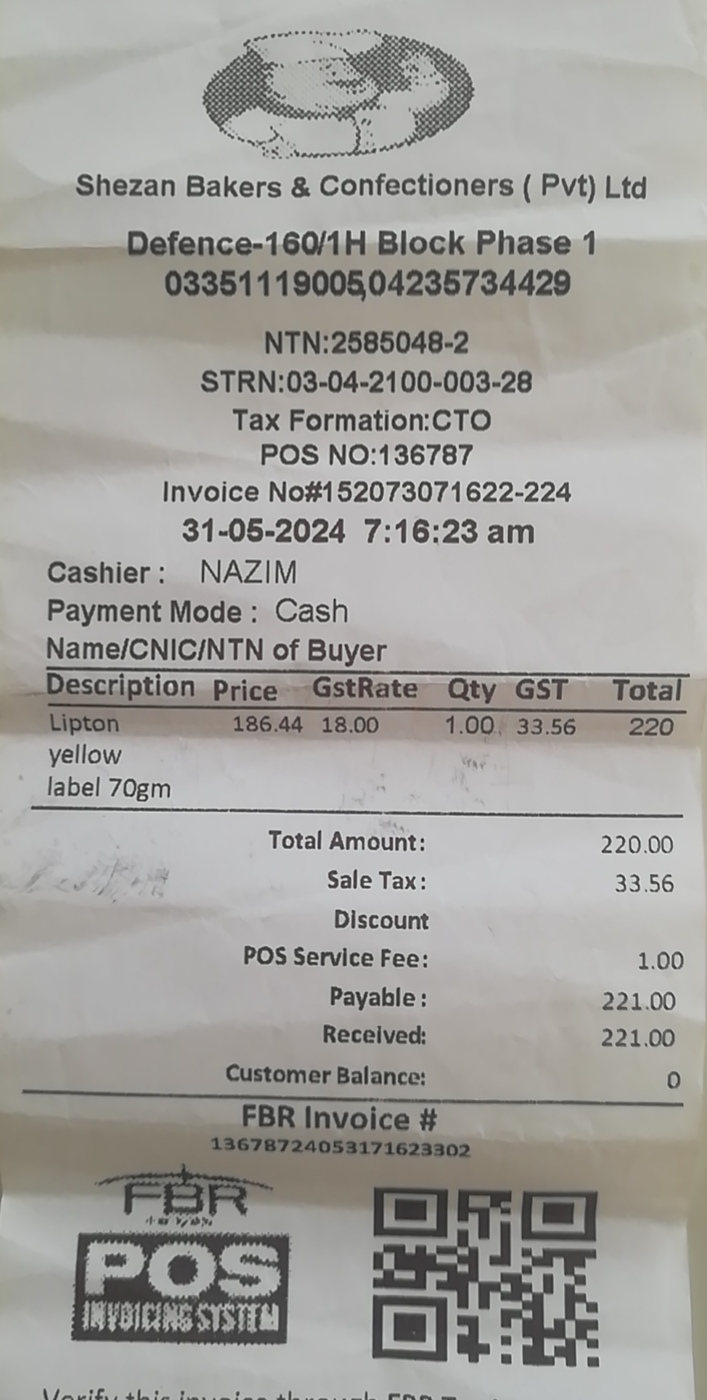 Shezan Bakers & Confectioners ( Pvt) Ltd
Defence-160/1H Block Phase 1
03351119005,04235734429
NTN:2585048-2
STRN:03-04-2100-003-28
Tax Formation:CTO
POS NO:136787
Invoice No#152073071622-224
31-05-2024 7:16:23 am
Cashier : NAZIM
Payment Mode : Cash
Name/CNIC/NTN of Buyer
Description Price GstRate Qty GST Total
Lipton 186.44 18.00 1.00 33.56 220
yellow
label 70gm
Total Amount: 220.00
Sale Tax: 33.56
Discount
POS Service Fee: 1.00
Payable: 221.00
Received: 221.00
Customer Balance: 0
FBR Invoice #
13678724053171623302
FBR
POS
INVOICING SYSTEM
Verify this invoice through FBR